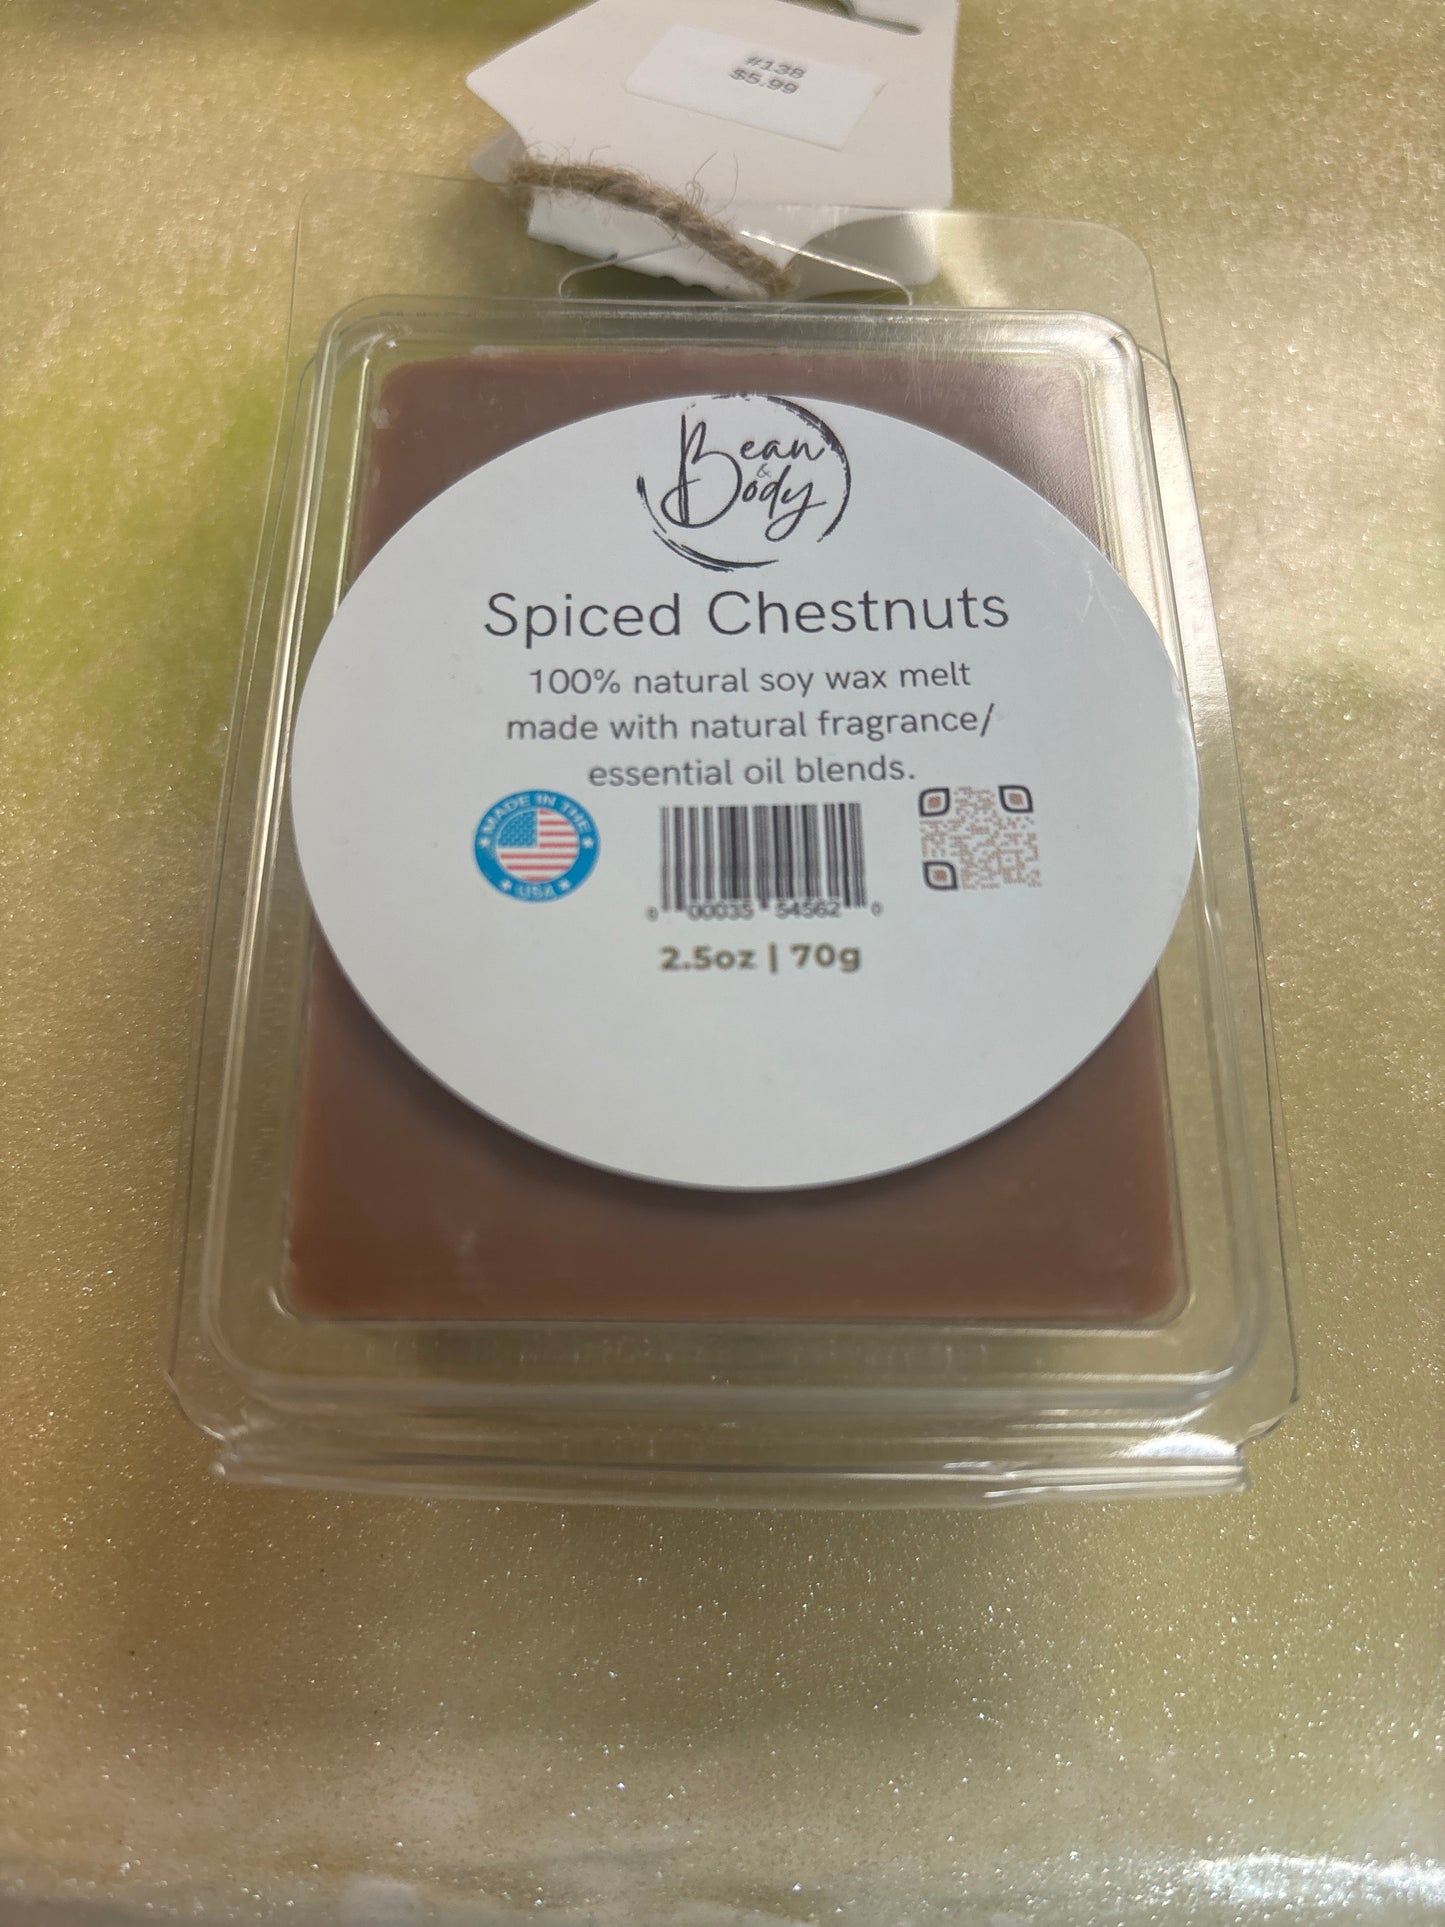 #138
$5.99
Bean
&
Body
Spiced Chestnuts
100% natural soy wax melt
made with natural fragrance/
essential oil blends.
MADE IN THE
USA
0 00035 54562 0
2.5oz | 70g